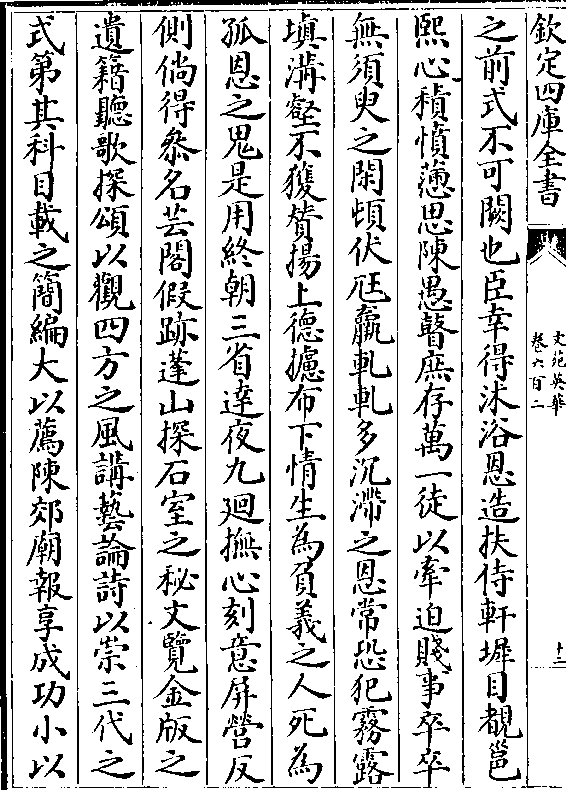 欽定四庫全書
文苑英華
卷六百二
十二
之前式不可闕也臣幸得沐浴恩造扶侍軒墀目覩邕
熙心積憤懣思陳愚瞽庶存萬一徒以牽迫賤事卒卒
無須臾之閑頓伏尫羸軋軋多沉滯之恩常恐犯霧露
填溝壑不獲贊揚上德攄布下情生為負義之人死為
孤恩之鬼是用終朝三省達夜九廻撫心刻意屏營反
側倘得叅名芸閣假跡蓬山探石室之秘文覽金版之
遺籍聽歌探頌以觀四方之風講藝論詩以崇三代之
式第其科目載之簡編大以薦陳郊廟報享成功小以